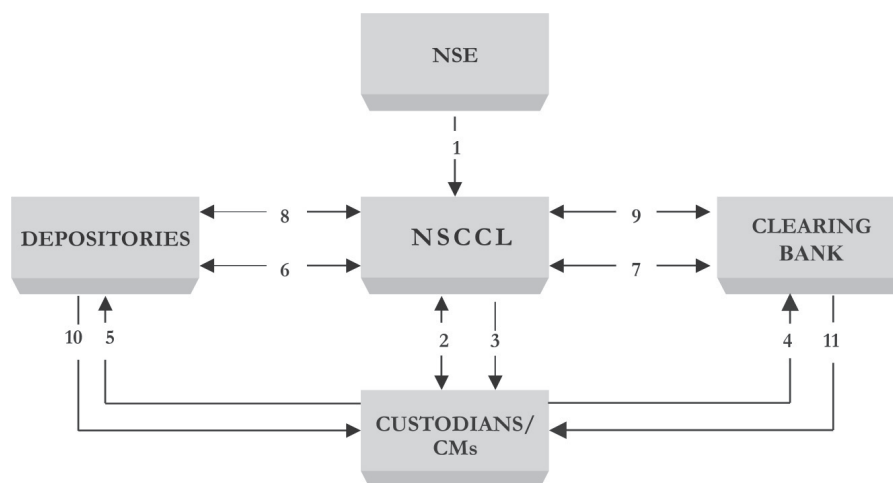 NSE
1
8
9
DEPOSITORIES
NSCCL
CLEARING
BANK
6
7
10
5
2
3
4
11
CUSTODIANS/
CMs